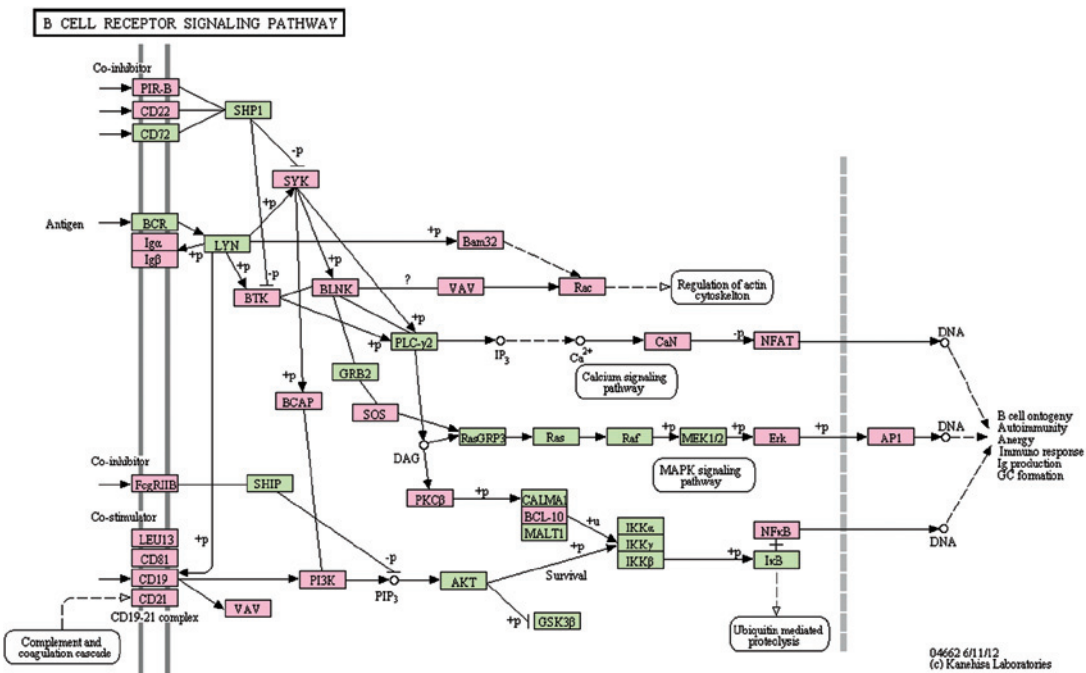 B CELL RECEPTOR SIGNALING PATHWAY
Co-inhibitor
PIR-B
CD22
SHP1
CD72
-p
SYK
+p
Antigen
BCR
LYN
+p
Bam32
Igα
Igβ
+p
+p
-p
+p
BTK
BLNK
?
VAV
Rac
Regulation of actin
cytoskelton
+p
+p
PLC-γ2
IP3
Ca2+
CaN
-p
NFAT
DNA
GRB2
Calcium signaling
pathway
+p
BCAP
SOS
DAG
RasGRP3
Ras
Raf
+p
MEK1/2
+p
Erk
+p
AP1
DNA
B cell ontogeny
Autoimmunity
Anergy
Immuno response
Ig production
GC formation
MAPK signaling
pathway
Co-inhibitor
FcgRIIB
SHIP
PKCβ
+p
CALMA1
BCL-10
MALT1
+u
IKKα
IKKγ
IKKβ
+p
NFκB
IκB
DNA
Co-stimulator
LEU13
CD81
CD19
CD21
+p
CD19-21 complex
VAV
PI3K
-p
PIP3
AKT
+p
Survival
+p
GSK3β
Complement and
coagulation cascade
Ubiquitin mediated
proteolysis
04662 6/11/12
(c) Kanehisa Laboratories